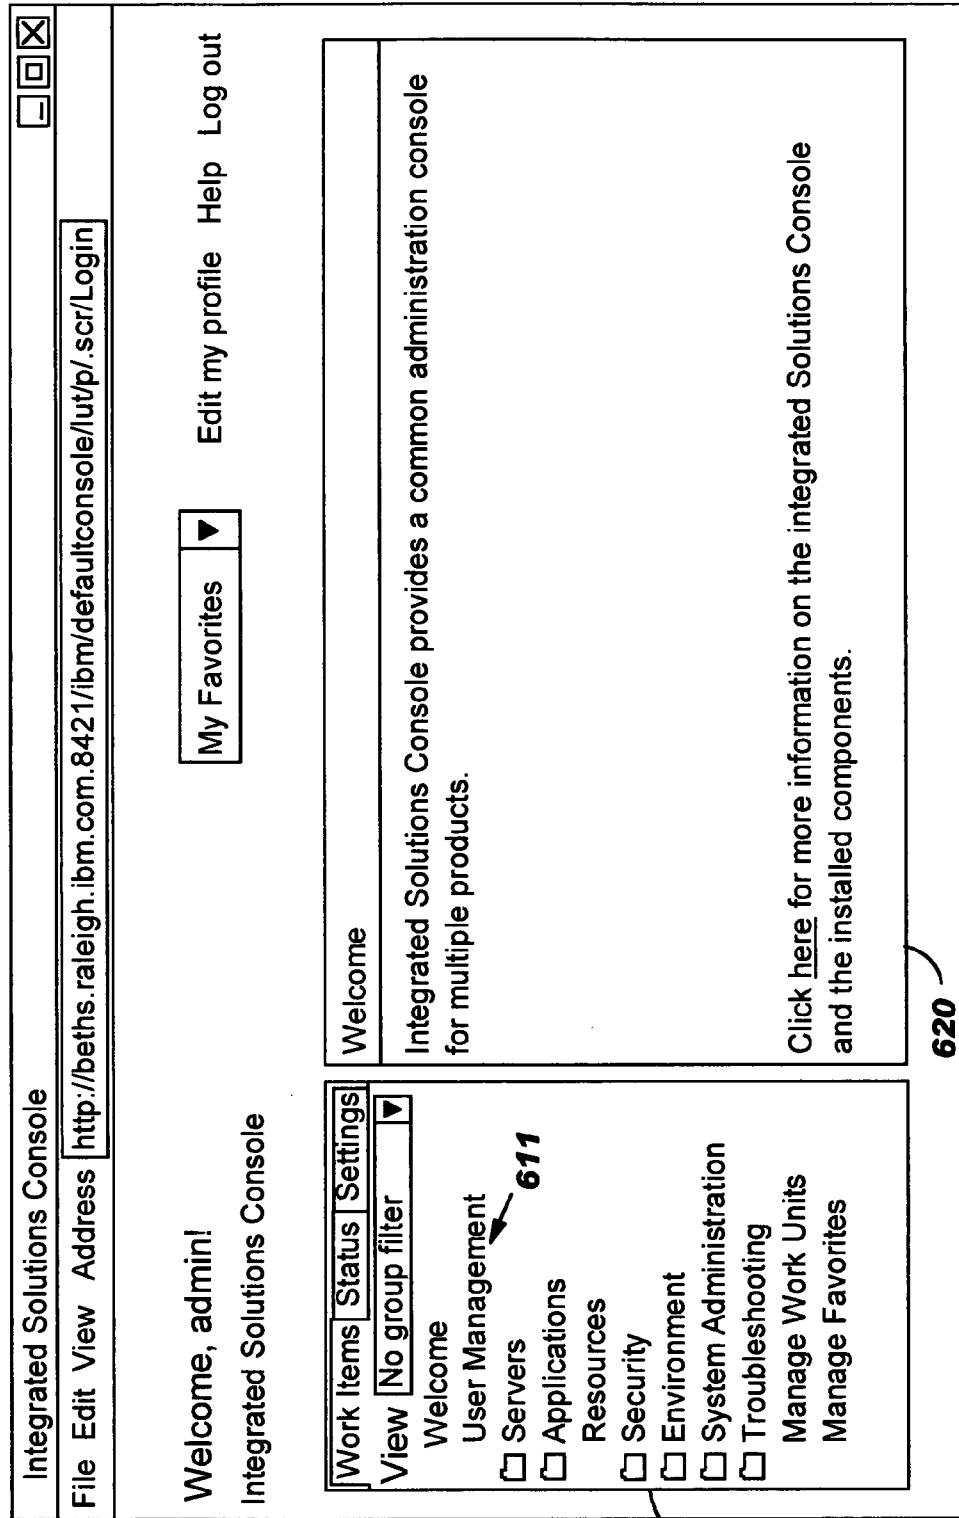 Integrated Solutions Console
File Edit View Address http://beths.raleigh.ibm.com.8421/ibm/defaultconsole/lut/p/.scr/Login
Welcome, admin!
My Favorites
Edit my profile Help Log out
Integrated Solutions Console
Work Items Status Settings
View No group filter
Welcome
User Management
Servers
Applications
Resources
Security
Environment
System Administration
Troubleshooting
Manage Work Units
Manage Favorites
611
Welcome
Integrated Solutions Console provides a common administration console
for multiple products.
Click here for more information on the integrated Solutions Console
and the installed components.
620